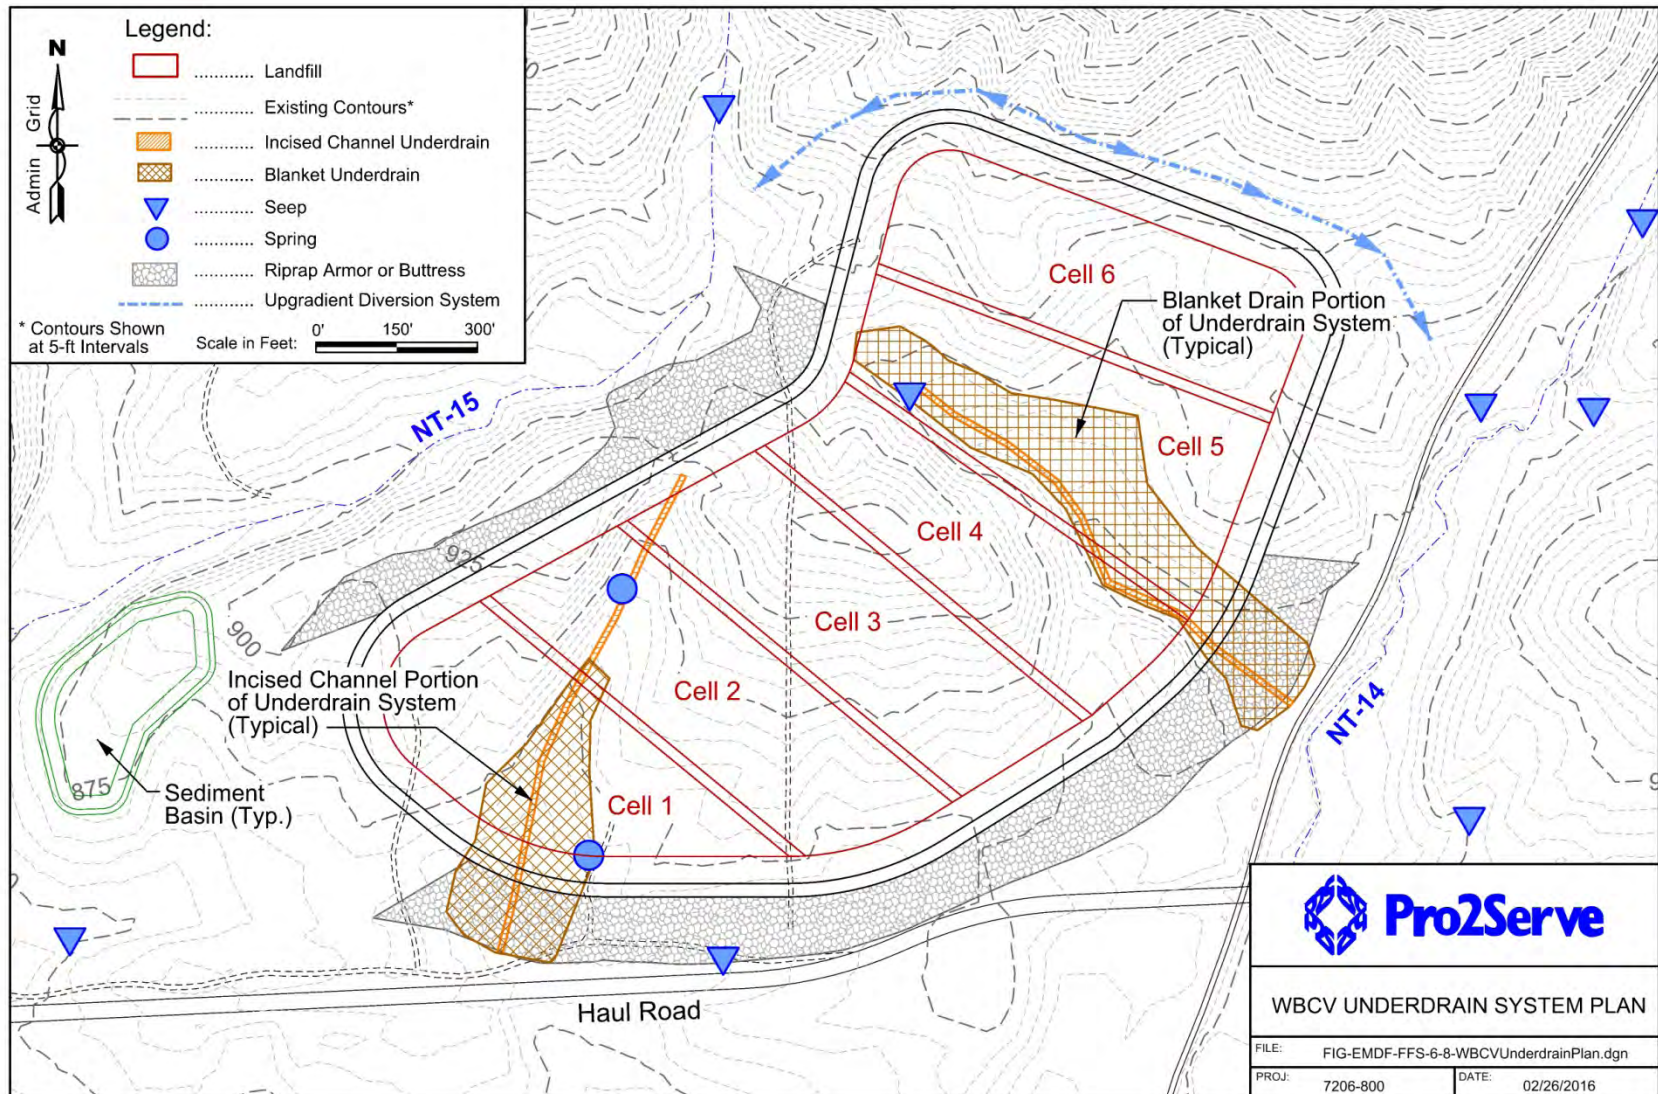 Legend:
N
Grid
Admin
........... Landfill
........... Existing Contours*
........... Incised Channel Underdrain
........... Blanket Underdrain
........... Seep
........... Spring
........... Riprap Armor or Buttress
........... Upgradient Diversion System
* Contours Shown
at 5-ft Intervals
Scale in Feet:
0' 150' 300'
NT-15
Cell 6
Blanket Drain Portion
of Underdrain System
(Typical)
Cell 5
Cell 4
925
Cell 3
900
Incised Channel Portion
of Underdrain System
(Typical)
Cell 2
NT-14
875
Sediment
Basin (Typ.)
Cell 1
Haul Road
Pro2Serve
WBCV UNDERDRAIN SYSTEM PLAN
FILE: FIG-EMDF-FFS-6-8-WBCVUnderdrainPlan.dgn
PROJ: 7206-800
DATE: 02/26/2016